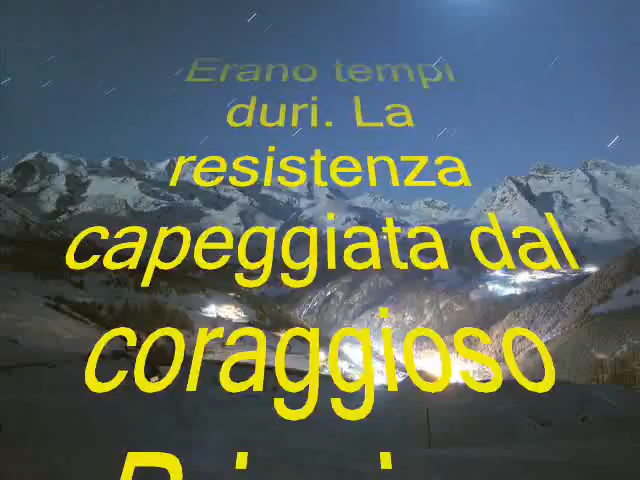 Erano tempi
duri. La
resistenza
capeggiata dal
coraggioso